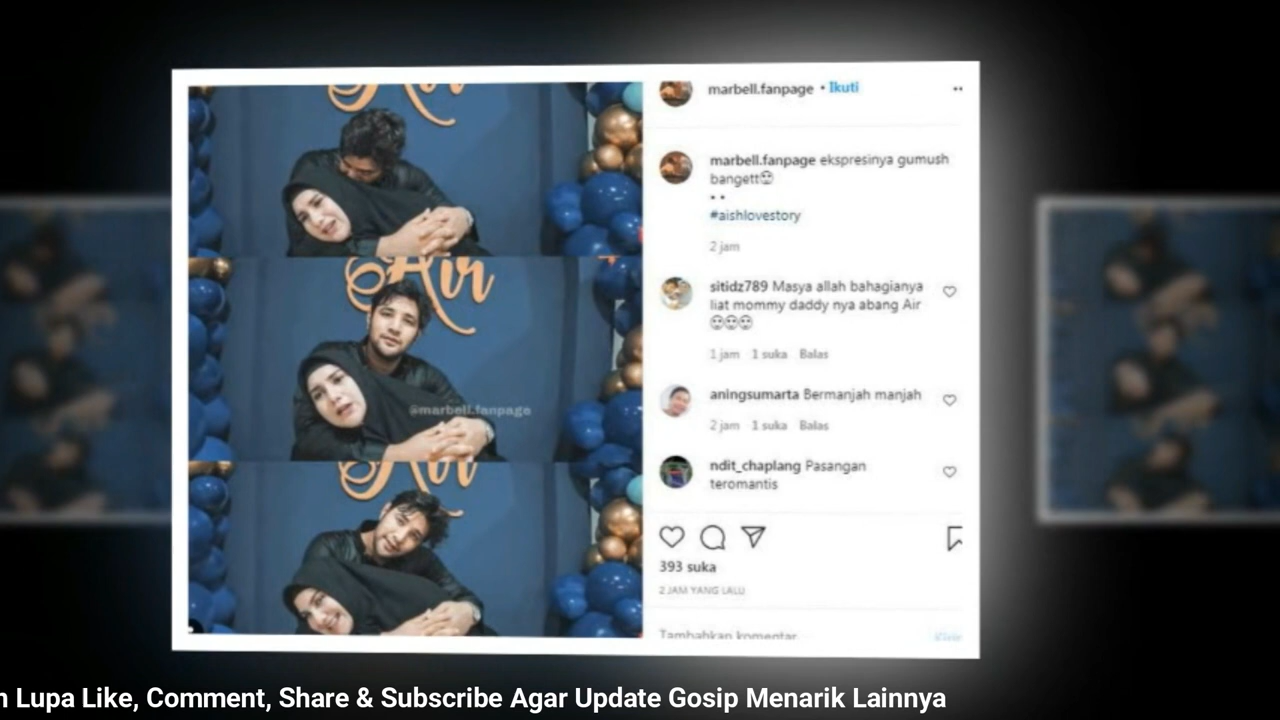 Air
Air
@marbell.fanpage
Air
marbell.fanpage • Ikuti
marbell.fanpage ekspresinya gumush
bangett
#aishlovestory
2 jam
sitidz789 Masya allah bahagianya
liat mommy daddy nya abang Air
1 jam 1 suka Balas
aningsumarta Bermanjah manjah
2 jam 1 suka Balas
ndit_chaplang Pasangan
teromantis
393 suka
2 JAM YANG LALU
Tambahkan komentar
Kirim
n Lupa Like, Comment, Share & Subscribe Agar Update Gosip Menarik Lainnya